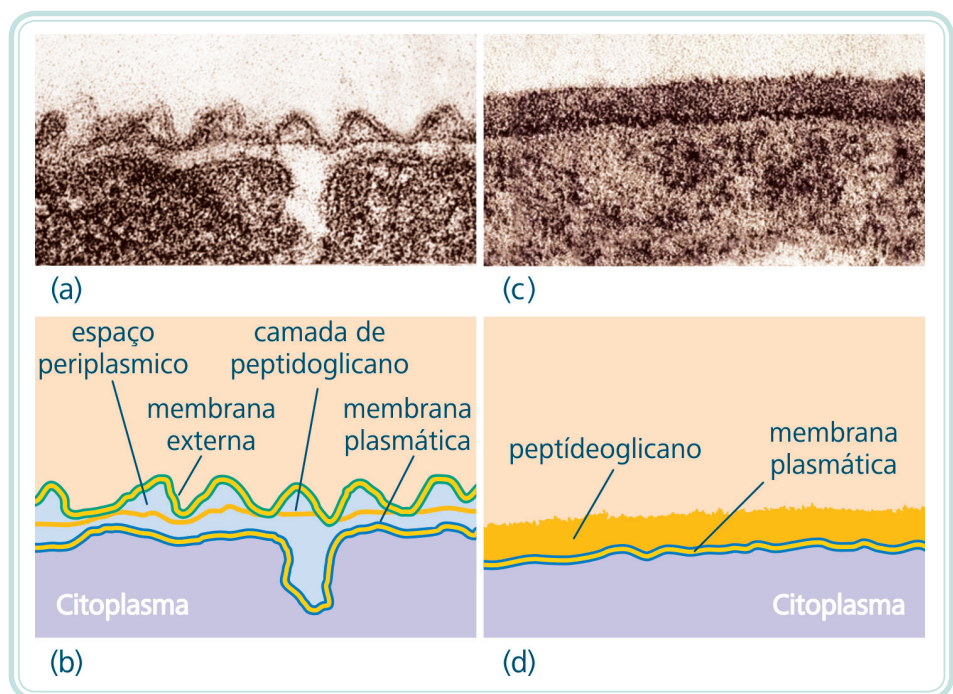 (a)
(c)
espaço
periplasmico
camada de
peptidoglicano
membrana
externa
membrana
plasmática
Citoplasma
(b)
peptídeoglicano
membrana
plasmática
Citoplasma
(d)